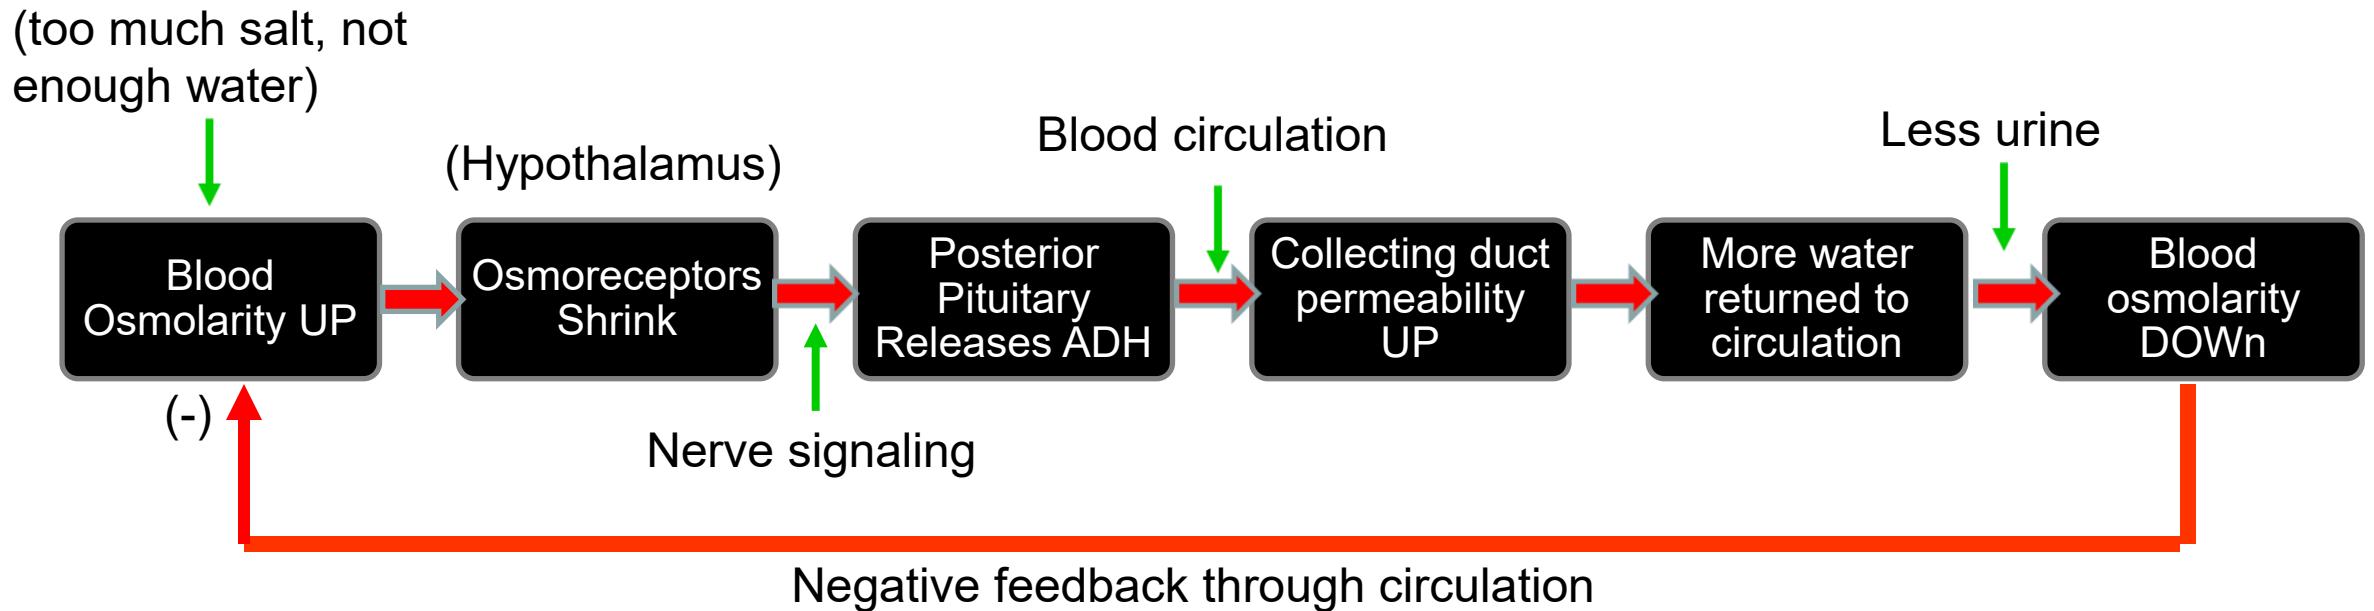 (too much salt, not
enough water)
(Hypothalamus)
Blood circulation
Less urine
Blood
Osmolarity UP
Osmoreceptors
Shrink
Posterior
Pituitary
Releases ADH
Collecting duct
permeability
UP
More water
returned to
circulation
Blood
osmolarity
DOWn
(-)
Nerve signaling
Negative feedback through circulation